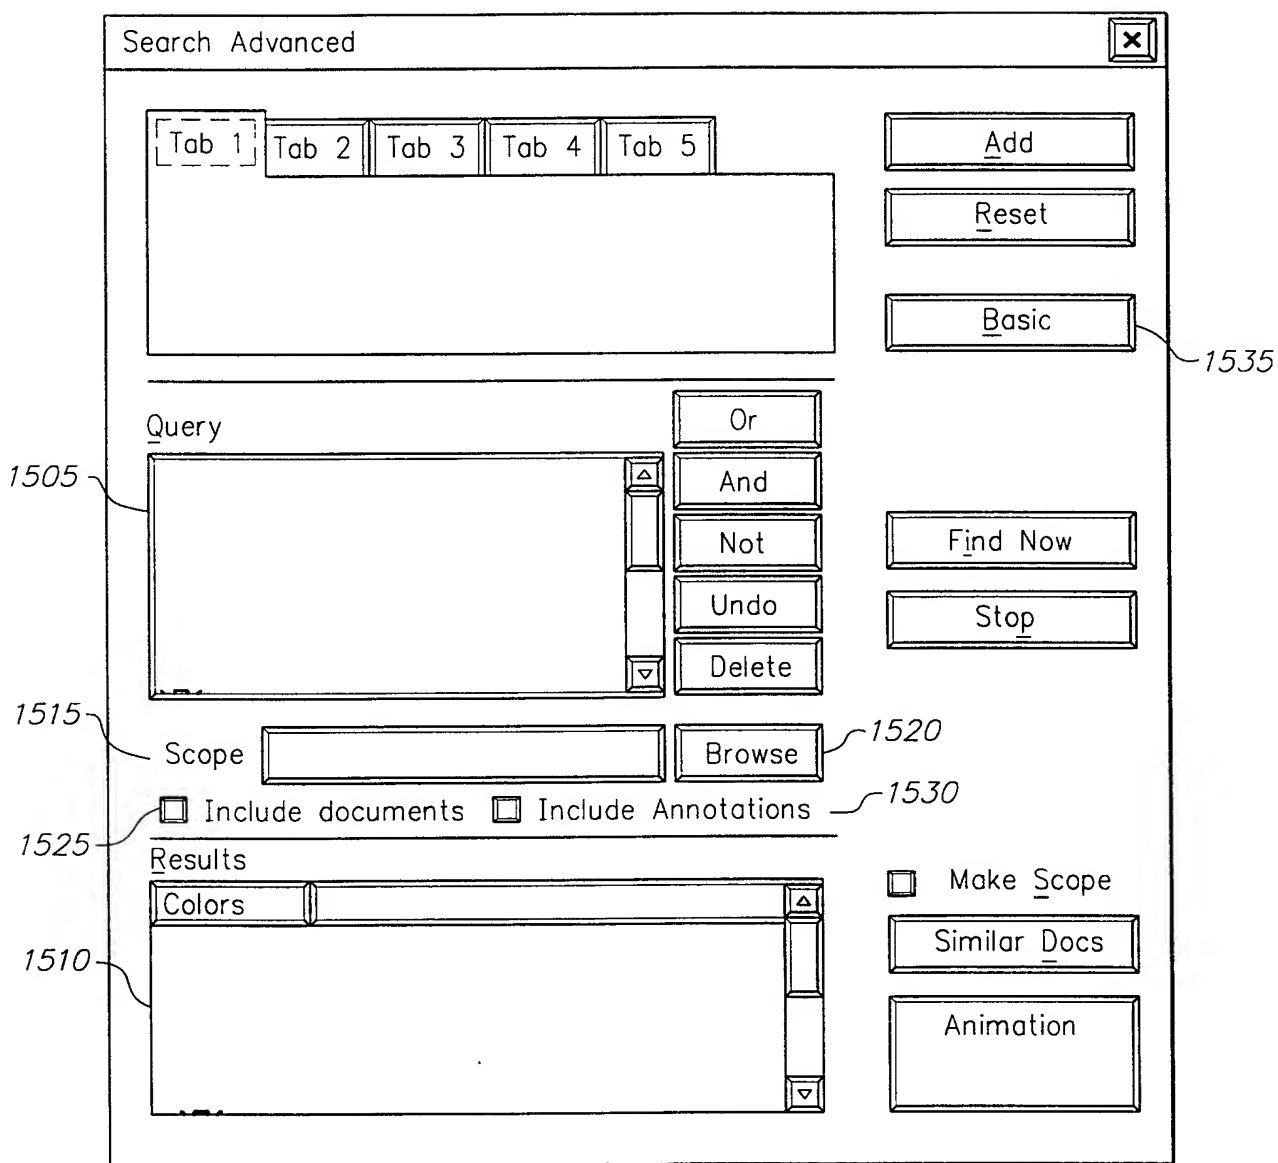 Search Advanced
Tab 1 Tab 2 Tab 3 Tab 4 Tab 5
Add
Reset
Basic
1535
Query
Or
1505
And
Not
Find Now
Undo
Stop
Delete
1515
Scope
Browse
1520
Include documents Include Annotations
1530
1525
Results
Colors
Make Scope
Similar Docs
1510
Animation